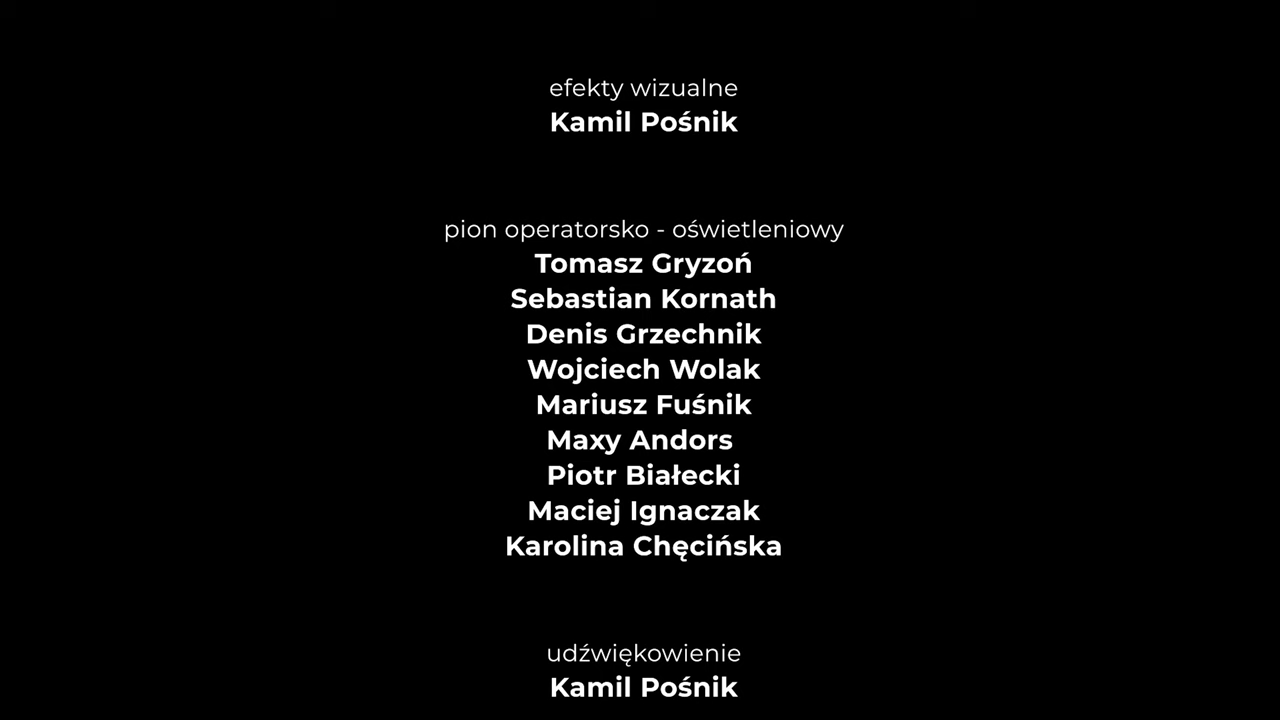 efekty wizualne
Kamil Pośnik
pion operatorsko - oświetleniowy
Tomasz Gryzoń
Sebastian Kornath
Denis Grzechnik
Wojciech Wolak
Mariusz Fuśnik
Maxy Andors
Piotr Białecki
Maciej Ignaczak
Karolina Chęcińska
udźwiękowienie
Kamil Pośnik